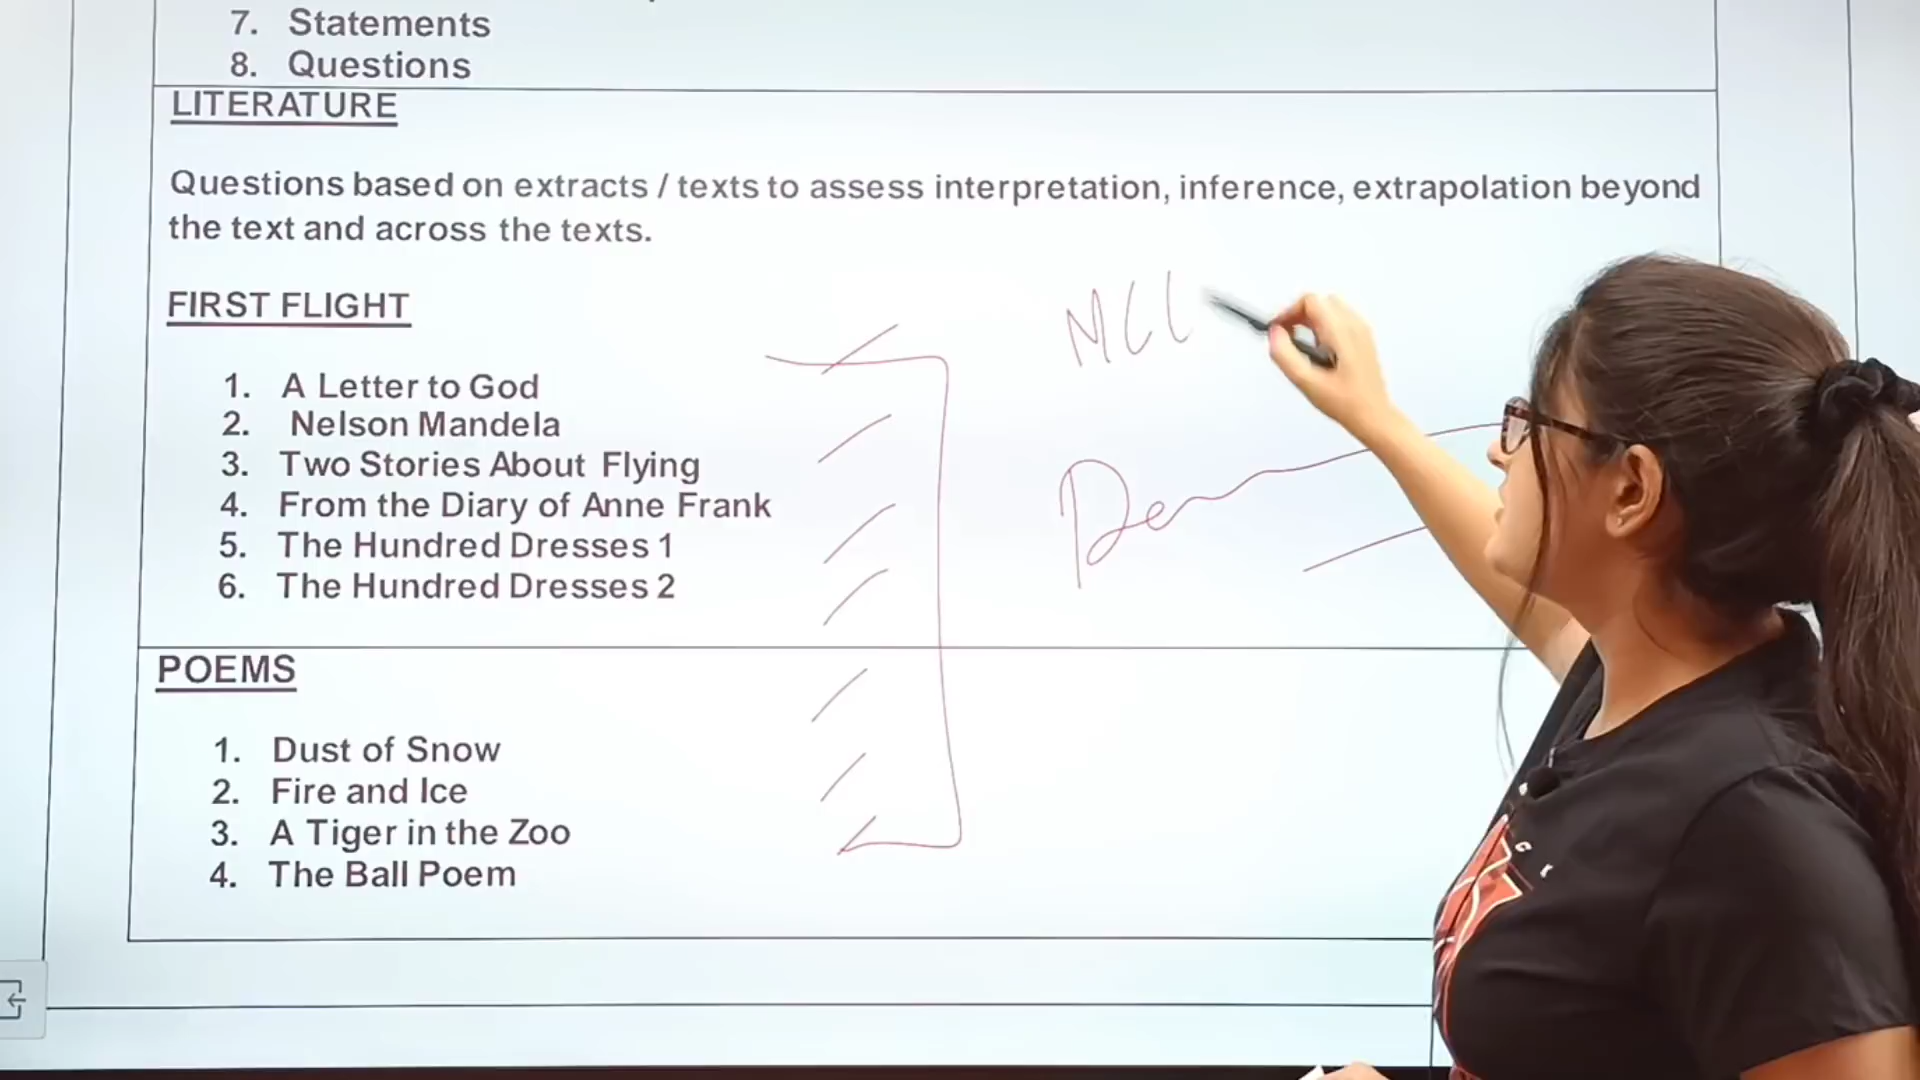 7. Statements
8. Questions
LITERATURE
Questions based on extracts / texts to assess interpretation, inference, extrapolation beyond
the text and across the texts.
FIRST FLIGHT
1. A Letter to God
2. Nelson Mandela
3. Two Stories About Flying
4. From the Diary of Anne Frank
5. The Hundred Dresses 1
6. The Hundred Dresses 2
POEMS
1. Dust of Snow
2. Fire and Ice
3. A Tiger in the Zoo
4. The Ball Poem